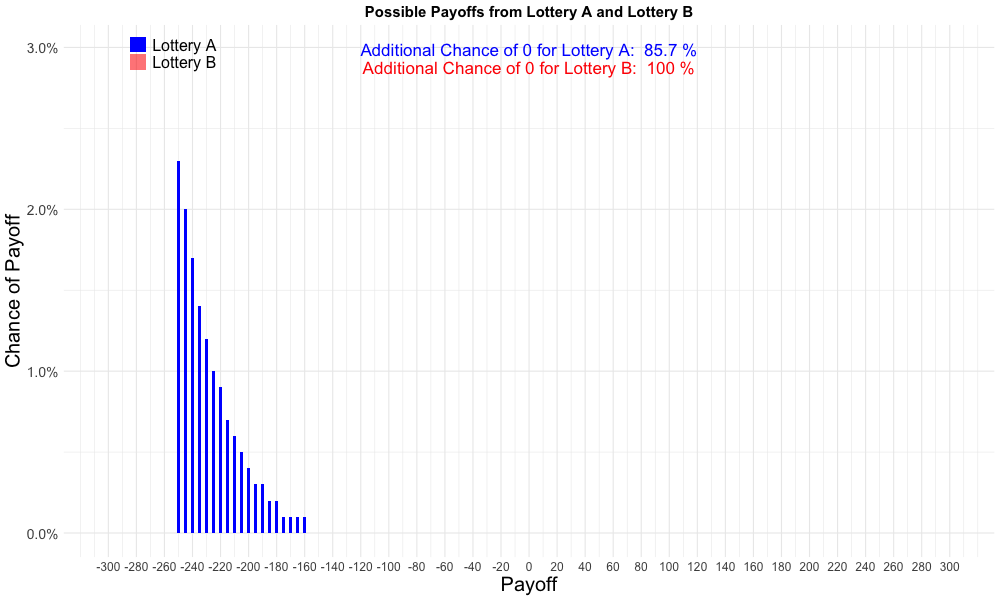 Possible Payoffs from Lottery A and Lottery B
Lottery A
Lottery B
Additional Chance of 0 for Lottery A:  85.7 %
Additional Chance of 0 for Lottery B:  100 %
Chance of Payoff
3.0%
2.0%
1.0%
0.0%
-300 -280 -260 -240 -220 -200 -180 -160 -140 -120 -100 -80 -60 -40 -20 0 20 40 60 80 100 120 140 160 180 200 220 240 260 280 300
Payoff